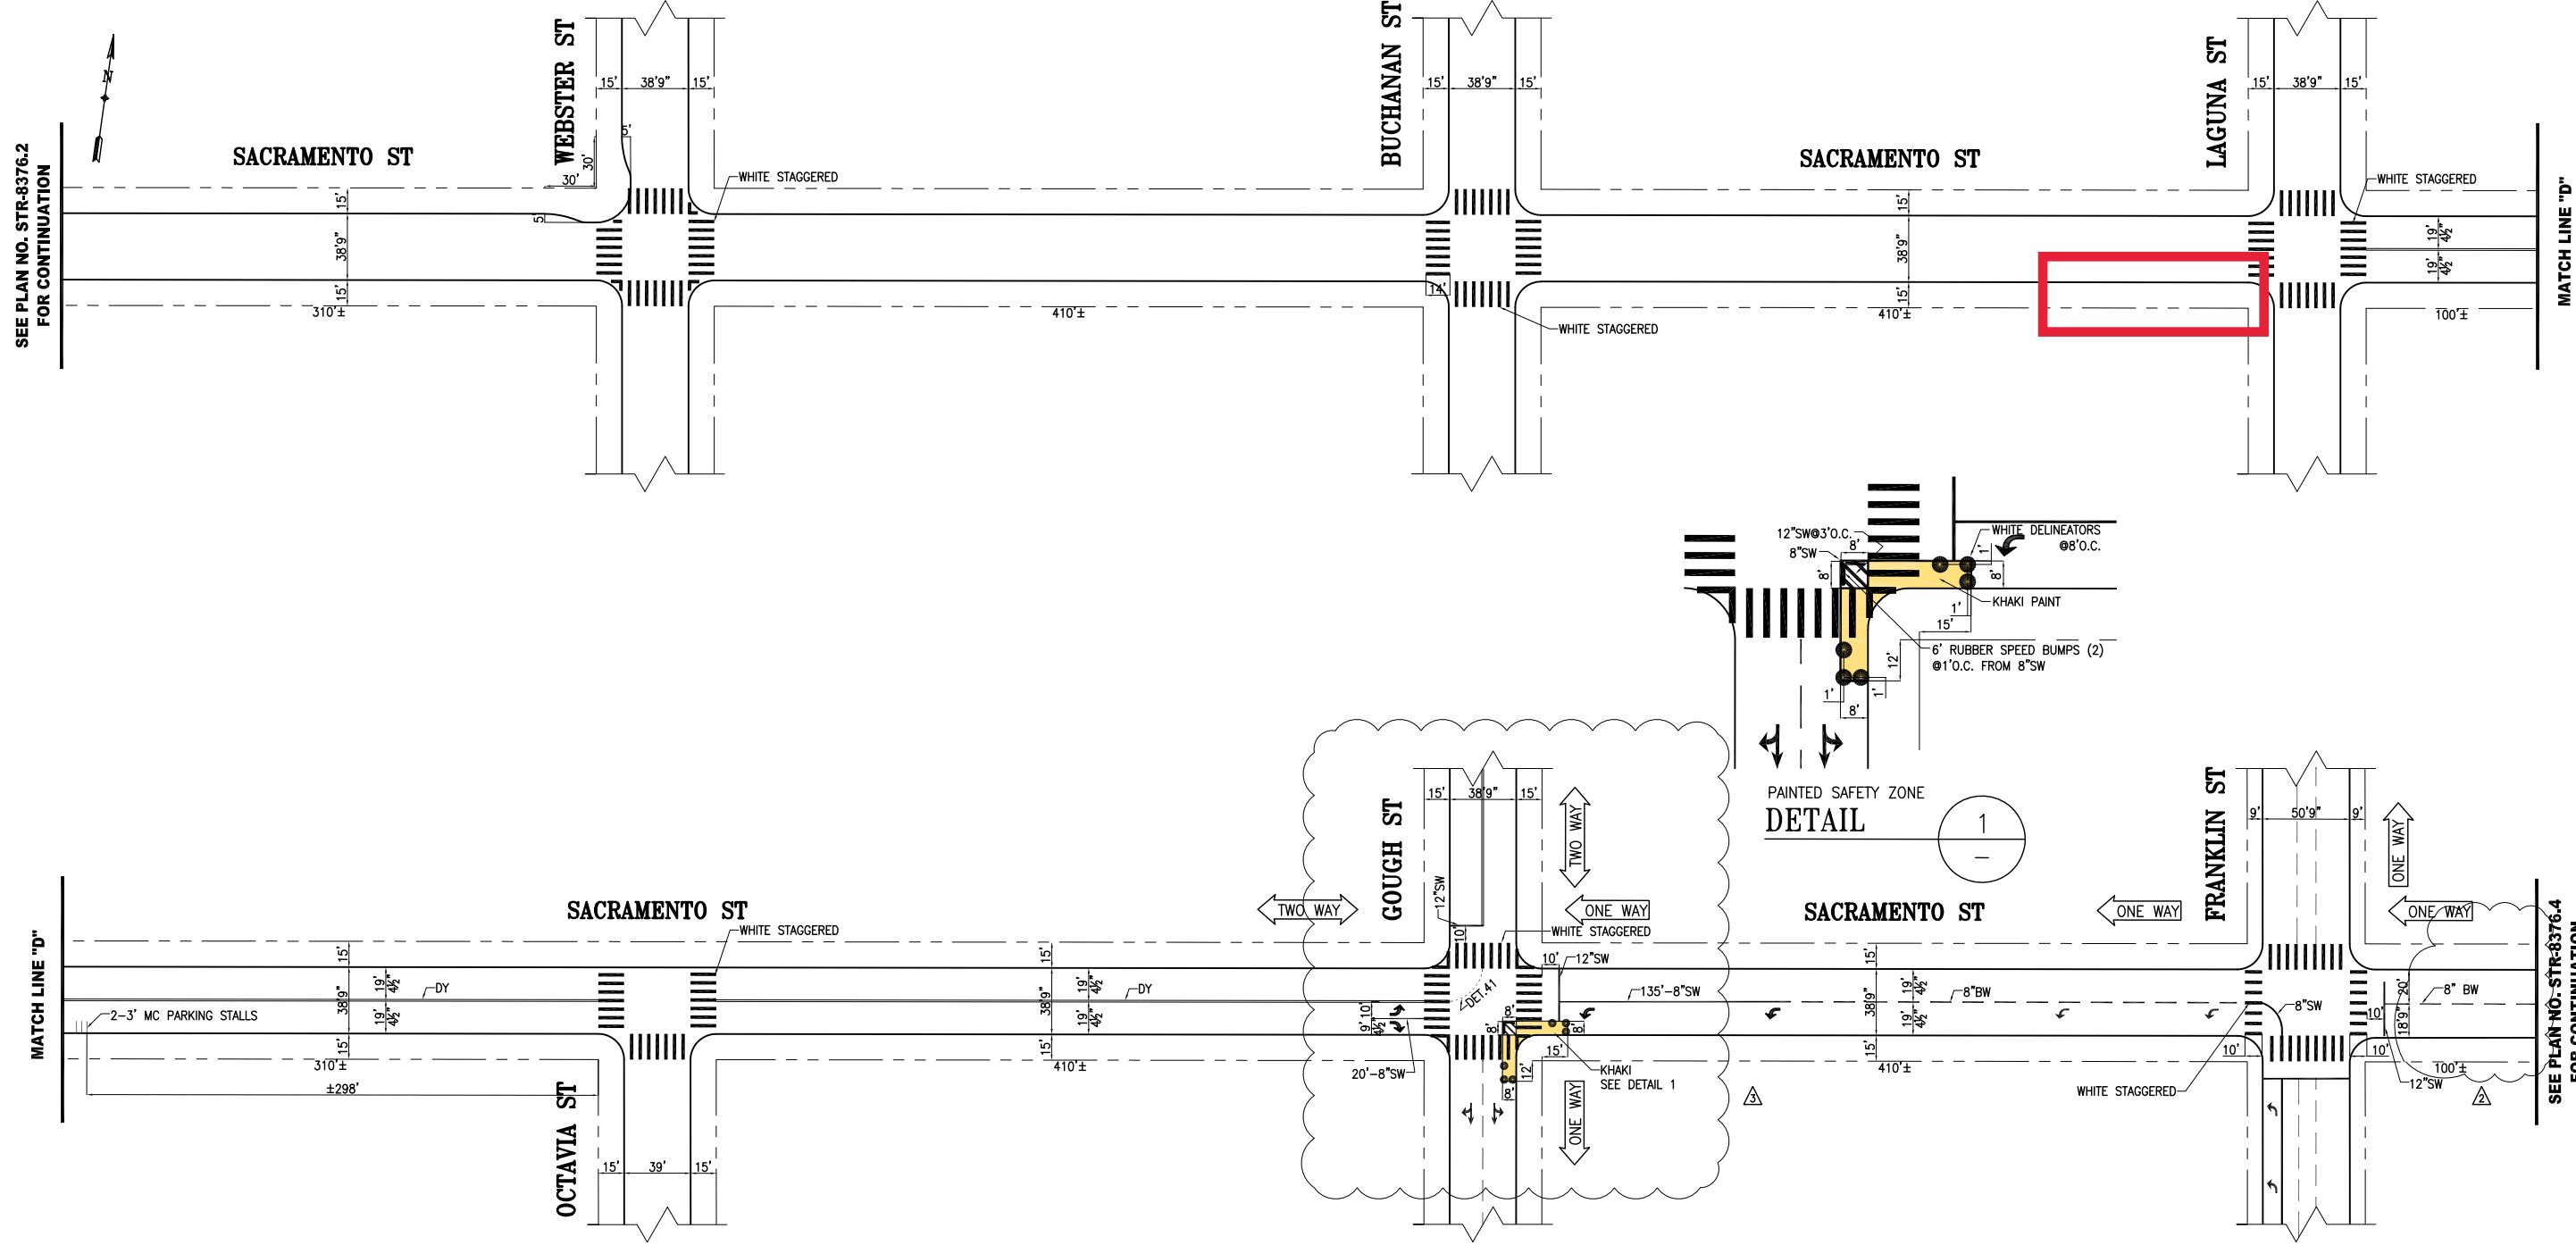 SEE PLAN NO. STR-8376.2
FOR CONTINUATION
N
SACRAMENTO ST
WEBSTER ST
15'
38'9"
15'
5'
30'
30'
5'
15'
38'9"
15'
310'±
WHITE STAGGERED
410'±
BUCHANAN ST
15'
38'9"
15'
14'
WHITE STAGGERED
SACRAMENTO ST
15'
38'9"
15'
410'±
LAGUNA ST
15'
38'9"
15'
WHITE STAGGERED
19'
4½"
19'
4½"
100'±
MATCH LINE "D"
12"SW@3'O.C.
8"SW
8'
8'
WHITE DELINEATORS
@8'O.C.
1'
8'
KHAKI PAINT
1'
15'
6' RUBBER SPEED BUMPS (2)
@1'O.C. FROM 8"SW
12'
1'
1'
8'
PAINTED SAFETY ZONE
DETAIL
1
–
MATCH LINE "D"
SACRAMENTO ST
15'
38'9"
15'
19'
4½"
19'
4½"
DY
2-3' MC PARKING STALLS
310'±
±298'
OCTAVIA ST
15'
39'
15'
WHITE STAGGERED
15'
38'9"
15'
19'
4½"
19'
4½"
DY
410'±
TWO WAY
GOUGH ST
15'
38'9"
15'
12"SW
10'
TWO WAY
ONE WAY
WHITE STAGGERED
10'
12"SW
DET.41
10'
9'
4½"
20'-8"SW
8'
8'
8'
15'
12'
8'
KHAKI
SEE DETAIL 1
ONE WAY
135'-8"SW
SACRAMENTO ST
15'
38'9"
15'
19'
4½"
19'
4½"
8"BW
410'±
3
ONE WAY
FRANKLIN ST
9'
50'9"
9'
ONE WAY
ONE WAY
8"SW
10'
10'
WHITE STAGGERED
10'
20'
18'9"
8" BW
100'±
12"SW
2
SEE PLAN NO. STR-8376.4
FOR CONTINUATION